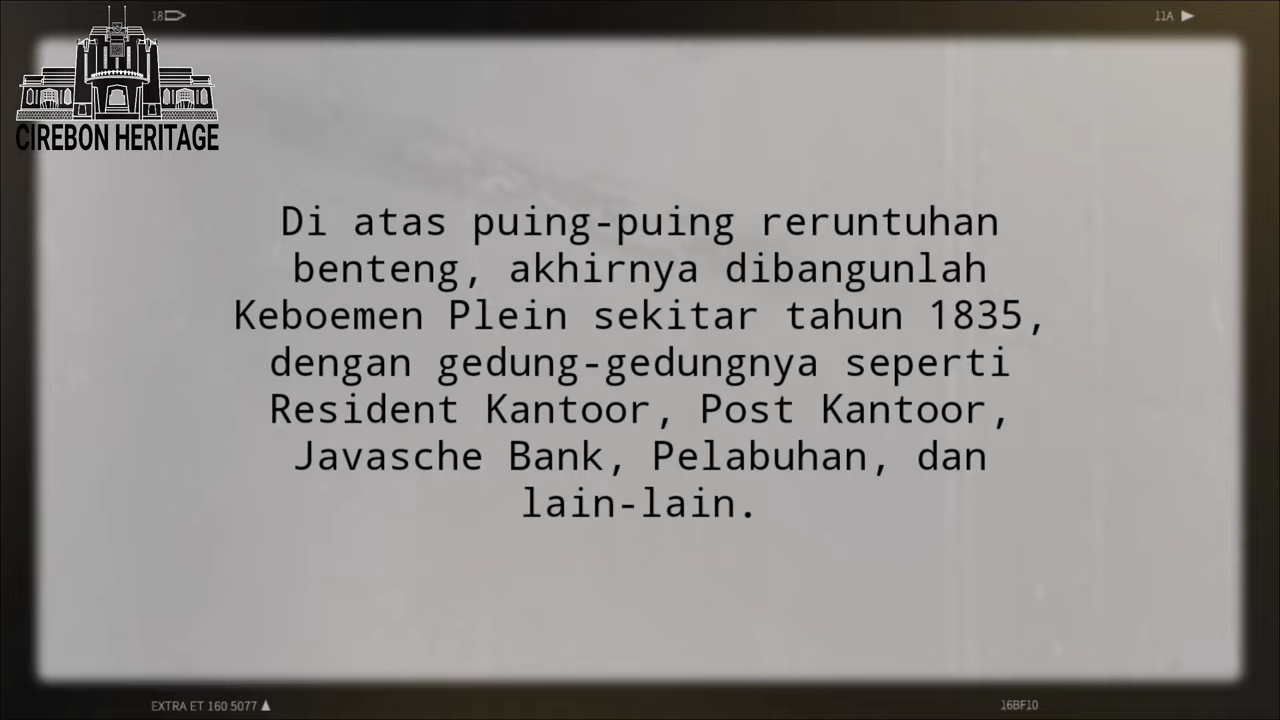 18
11A
CIREBON HERITAGE
Di atas puing-puing reruntuhan
benteng, akhirnya dibangunlah
Keboemen Plein sekitar tahun 1835,
dengan gedung-gedungnya seperti
Resident Kantoor, Post Kantoor,
Javasche Bank, Pelabuhan, dan
lain-lain.
EXTRA ET 160 5077
16BF10